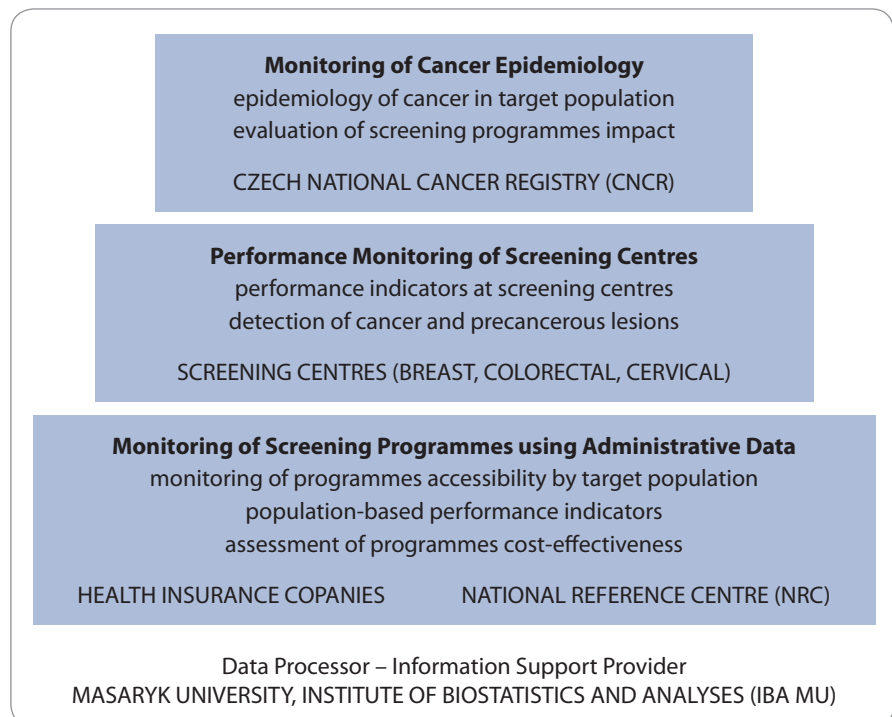 Monitoring of Cancer Epidemiology
epidemiology of cancer in target population
evaluation of screening programmes impact
CZECH NATIONAL CANCER REGISTRY (CNCR)
Performance Monitoring of Screening Centres
performance indicators at screening centres
detection of cancer and precancerous lesions
SCREENING CENTRES (BREAST, COLORECTAL, CERVICAL)
Monitoring of Screening Programmes using Administrative Data
monitoring of programmes accessibility by target population
population-based performance indicators
assessment of programmes cost-effectiveness
HEALTH INSURANCE COPANIES NATIONAL REFERENCE CENTRE (NRC)
Data Processor – Information Support Provider
MASARYK UNIVERSITY, INSTITUTE OF BIOSTATISTICS AND ANALYSES (IBA MU)